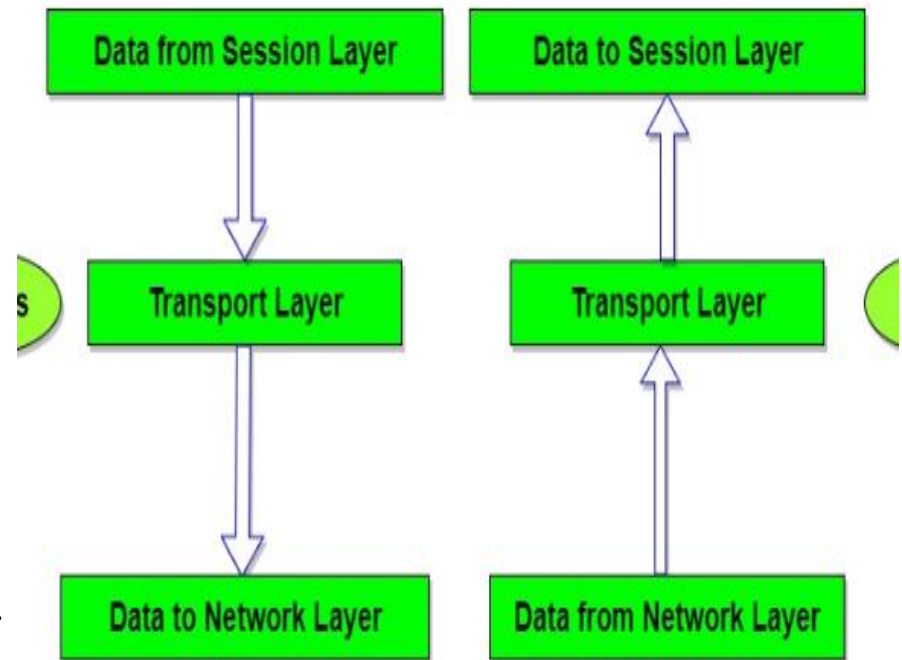 Data from Session Layer
Data to Session Layer
s
Transport Layer
Transport Layer
Data to Network Layer
Data from Network Layer